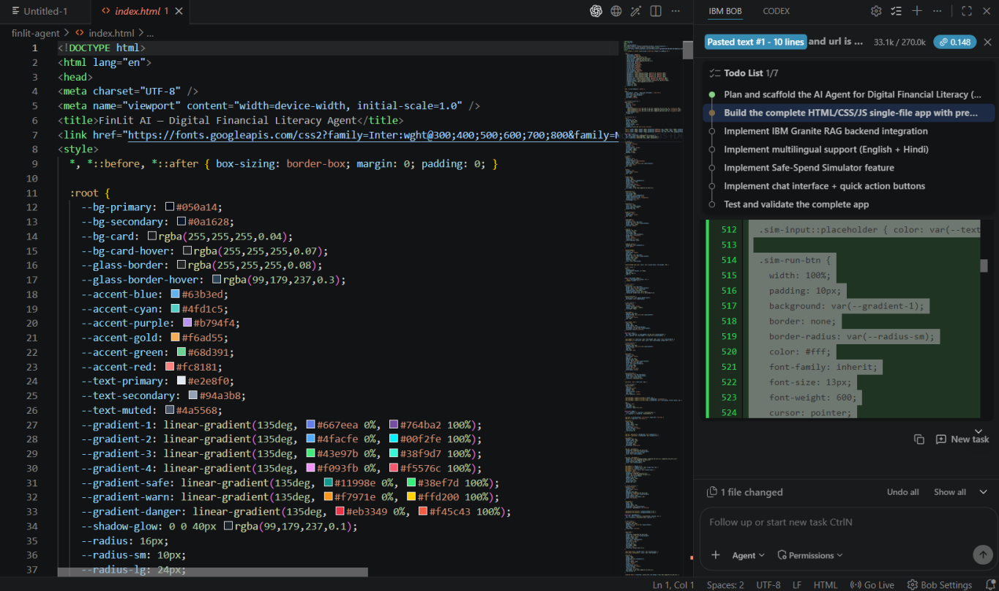 Untitled-1
<> index.html 1
finlit-agent > <> index.html > ...
1 <!DOCTYPE html>
2 <html lang="en">
3 <head>
4 <meta charset="UTF-8" />
5 <meta name="viewport" content="width=device-width, initial-scale=1.0" />
6 <title>FinLit AI — Digital Financial Literacy Agent</title>
7 <link href="https://fonts.googleapis.com/css2?family=Inter:wght@300;400;500;600;700;800&family=N
8 <style>
9 *, *::before, *::after { box-sizing: border-box; margin: 0; padding: 0; }
10
11 :root {
12 --bg-primary: #050a14;
13 --bg-secondary: #0a1628;
14 --bg-card: rgba(255,255,255,0.04);
15 --bg-card-hover: rgba(255,255,255,0.07);
16 --glass-border: rgba(255,255,255,0.08);
17 --glass-border-hover: rgba(99,179,237,0.3);
18 --accent-blue: #63b3ed;
19 --accent-cyan: #4fd1c5;
20 --accent-purple: #b794f4;
21 --accent-gold: #f6ad55;
22 --accent-green: #68d391;
23 --accent-red: #fc8181;
24 --text-primary: #e2e8f0;
25 --text-secondary: #94a3b8;
26 --text-muted: #4a5568;
27 --gradient-1: linear-gradient(135deg, #667eea 0%, #764ba2 100%);
28 --gradient-2: linear-gradient(135deg, #4facfe 0%, #00f2fe 100%);
29 --gradient-3: linear-gradient(135deg, #43e97b 0%, #38f9d7 100%);
30 --gradient-4: linear-gradient(135deg, #f093fb 0%, #f5576c 100%);
31 --gradient-safe: linear-gradient(135deg, #11998e 0%, #38ef7d 100%);
32 --gradient-warn: linear-gradient(135deg, #f7971e 0%, #ffd200 100%);
33 --gradient-danger: linear-gradient(135deg, #eb3349 0%, #f45c43 100%);
34 --shadow-glow: 0 0 40px rgba(99,179,237,0.1);
35 --radius: 16px;
36 --radius-sm: 10px;
37 --radius-lg: 24px;
IBM BOB CODEX
Pasted text #1 - 10 lines and url is ... 33.1k / 270.0k 0.148
Todo List 1/7
Plan and scaffold the AI Agent for Digital Financial Literacy (...
Build the complete HTML/CSS/JS single-file app with pre...
Implement IBM Granite RAG backend integration
Implement multilingual support (English + Hindi)
Implement Safe-Spend Simulator feature
Implement chat interface + quick action buttons
Test and validate the complete app
512 .sim-input::placeholder { color: var(--text
513
514 .sim-run-btn {
515 width: 100%;
516 padding: 10px;
517 background: var(--gradient-1);
518 border: none;
519 border-radius: var(--radius-sm);
520 color: #fff;
521 font-family: inherit;
522 font-size: 13px;
523 font-weight: 600;
524 cursor: pointer;
New task
1 file changed Undo all Show all
Follow up or start new task CtrlN
Agent Permissions
Ln 1, Col 1 Spaces: 2 UTF-8 LF HTML Go Live Bob Settings